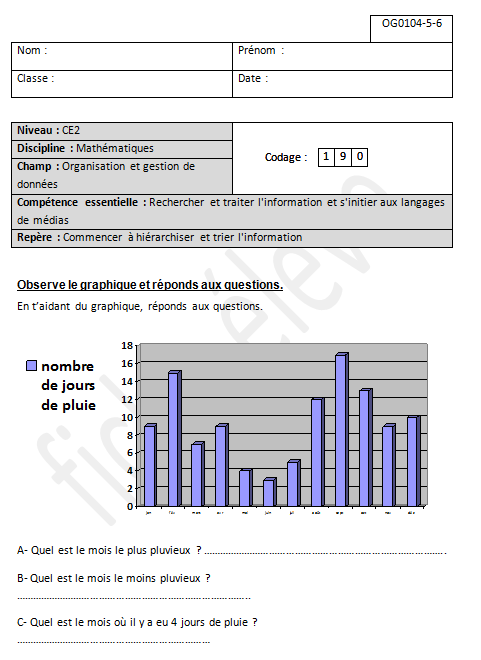 OG0104-5-6
Nom :
Prénom :
Classe :
Date :
Niveau : CE2
Discipline : Mathématiques
Champ : Organisation et gestion de
données
Codage : 1 9 0
Compétence essentielle : Rechercher et traiter l'information et s'initier aux langages
de médias
Repère : Commencer à hiérarchiser et trier l'information
Observe le graphique et réponds aux questions.
En t'aidant du graphique, réponds aux questions.
nombre
de jours
de pluie
18
16
14
12
10
8
6
4
2
0
A- Quel est le mois le plus pluvieux ? ................................................................................
B- Quel est le mois le moins pluvieux ?
................................................................................
C- Quel est le mois où il y a eu 4 jours de pluie ?
................................................................